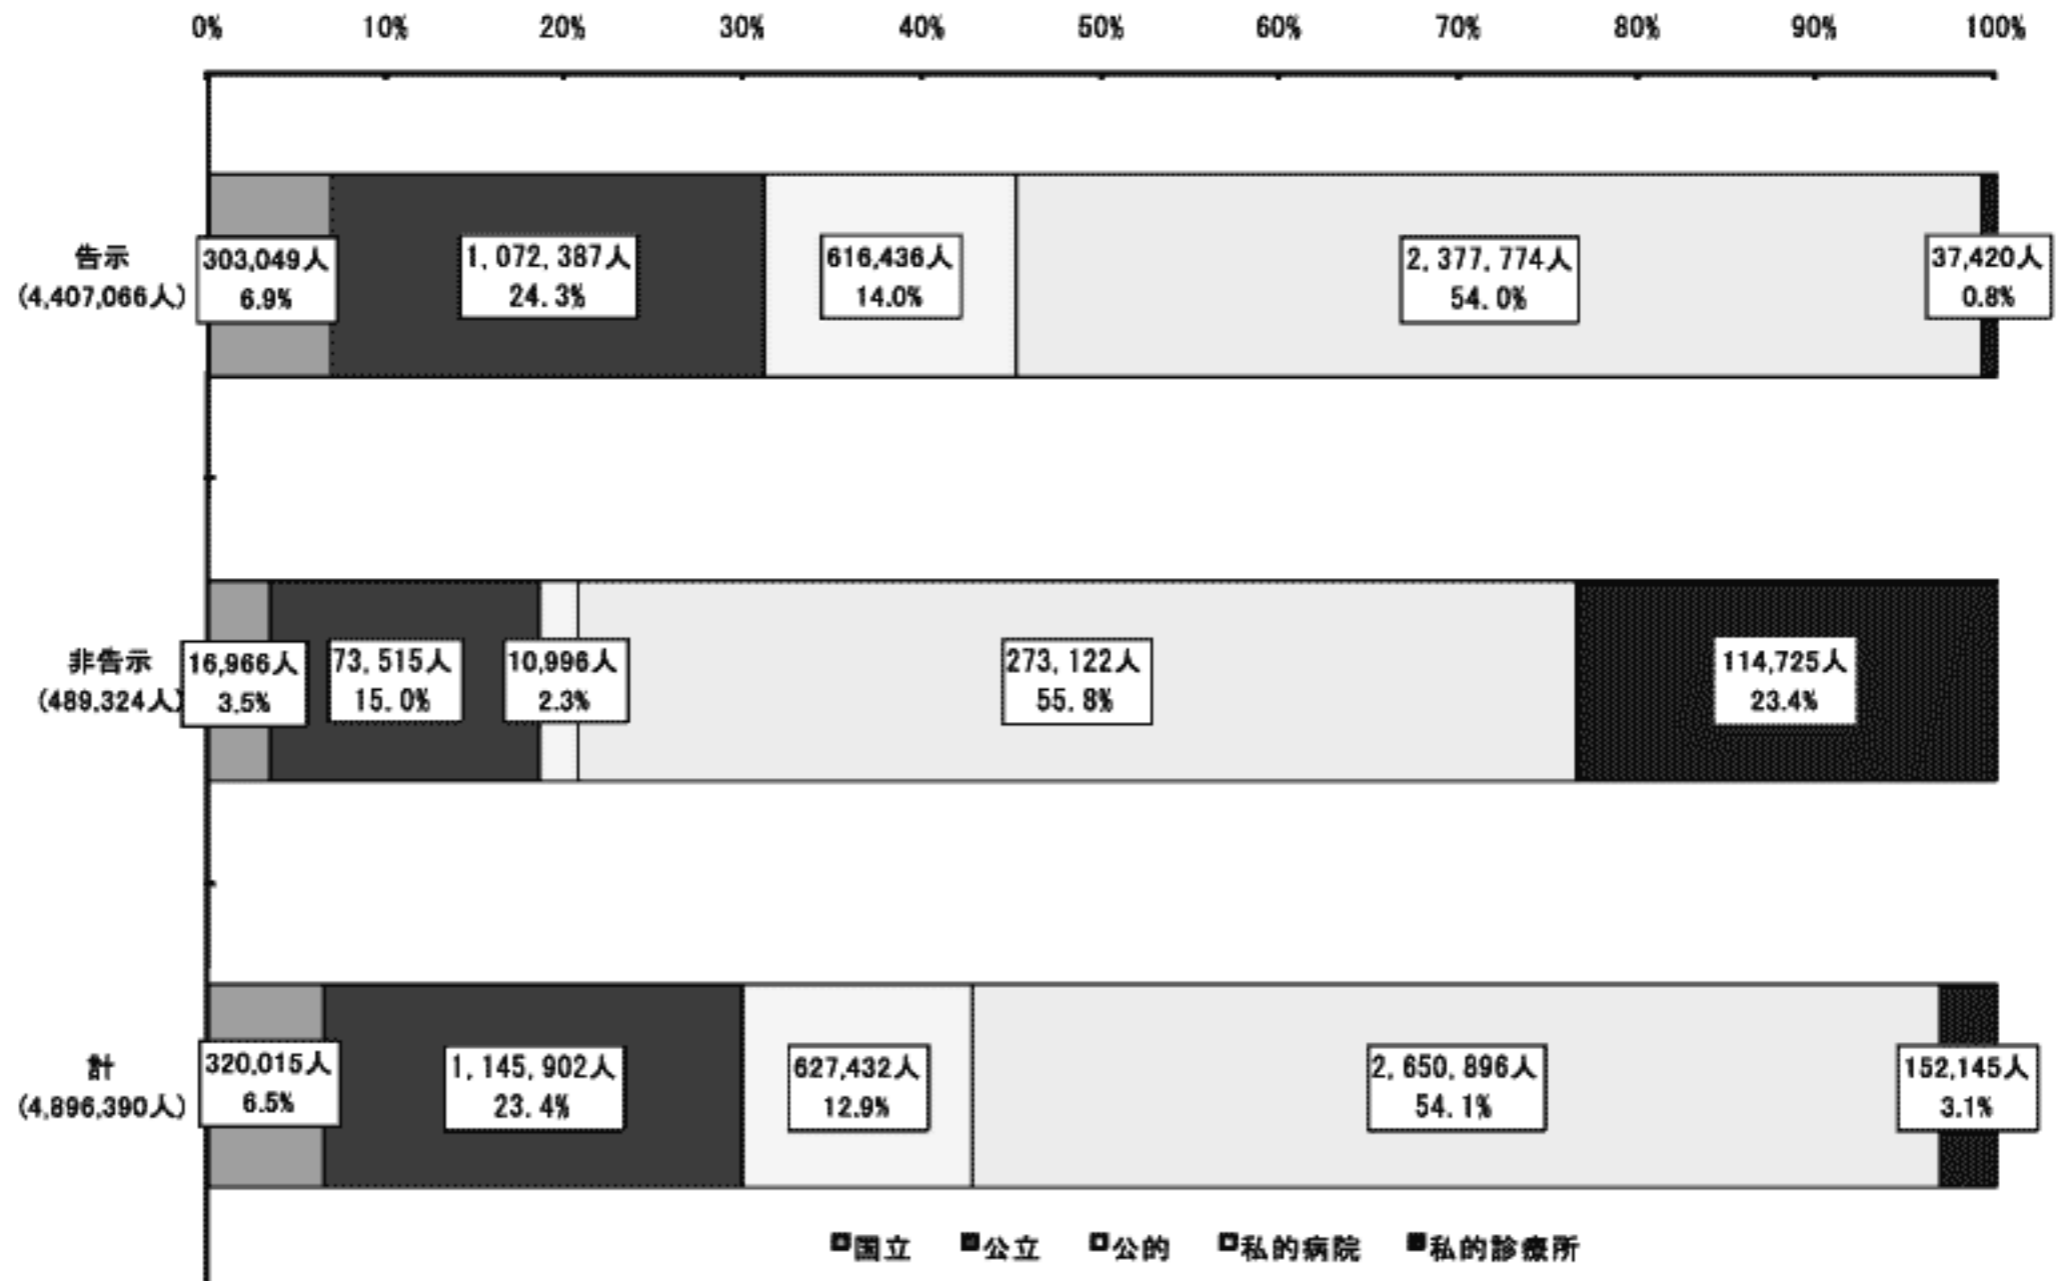 0% 10% 20% 30% 40% 50% 60% 70% 80% 90% 100%
告示
(4,407,066人)
303,049人
6.9%
1,072,387人
24.3%
616,436人
14.0%
2,377,774人
54.0%
37,420人
0.8%
非告示
(489,324人)
16,966人
3.5%
73,515人
15.0%
10,996人
2.3%
273,122人
55.8%
114,725人
23.4%
計
(4,896,390人)
320,015人
6.5%
1,145,902人
23.4%
627,432人
12.9%
2,650,896人
54.1%
152,145人
3.1%
国立 公立 公的 私的病院 私的診療所